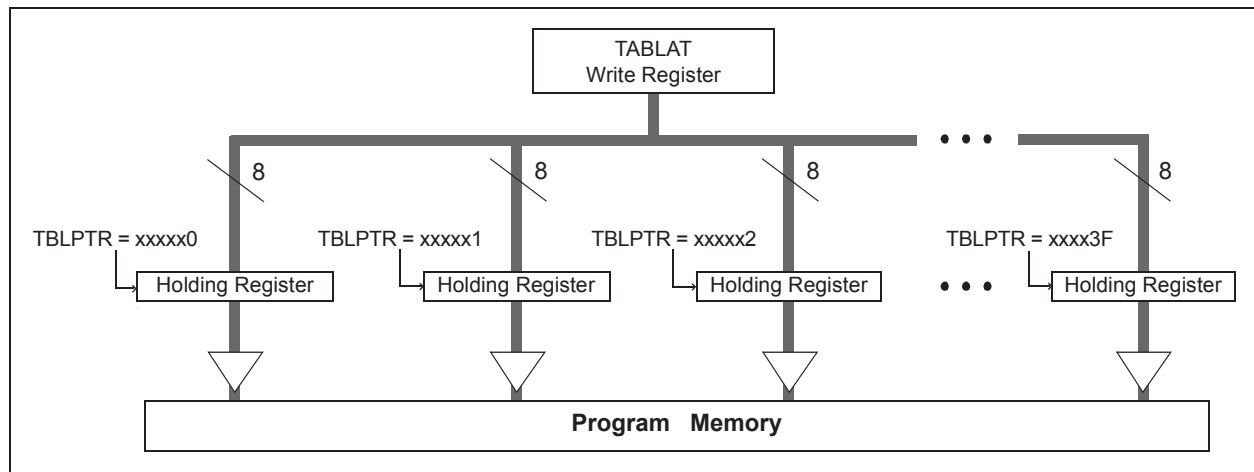 TABLAT
Write Register
8
8
8
8
TBLPTR = xxxxx0
TBLPTR = xxxxx1
TBLPTR = xxxxx2
TBLPTR = xxxx3F
Holding Register
Holding Register
Holding Register
Holding Register
Program Memory